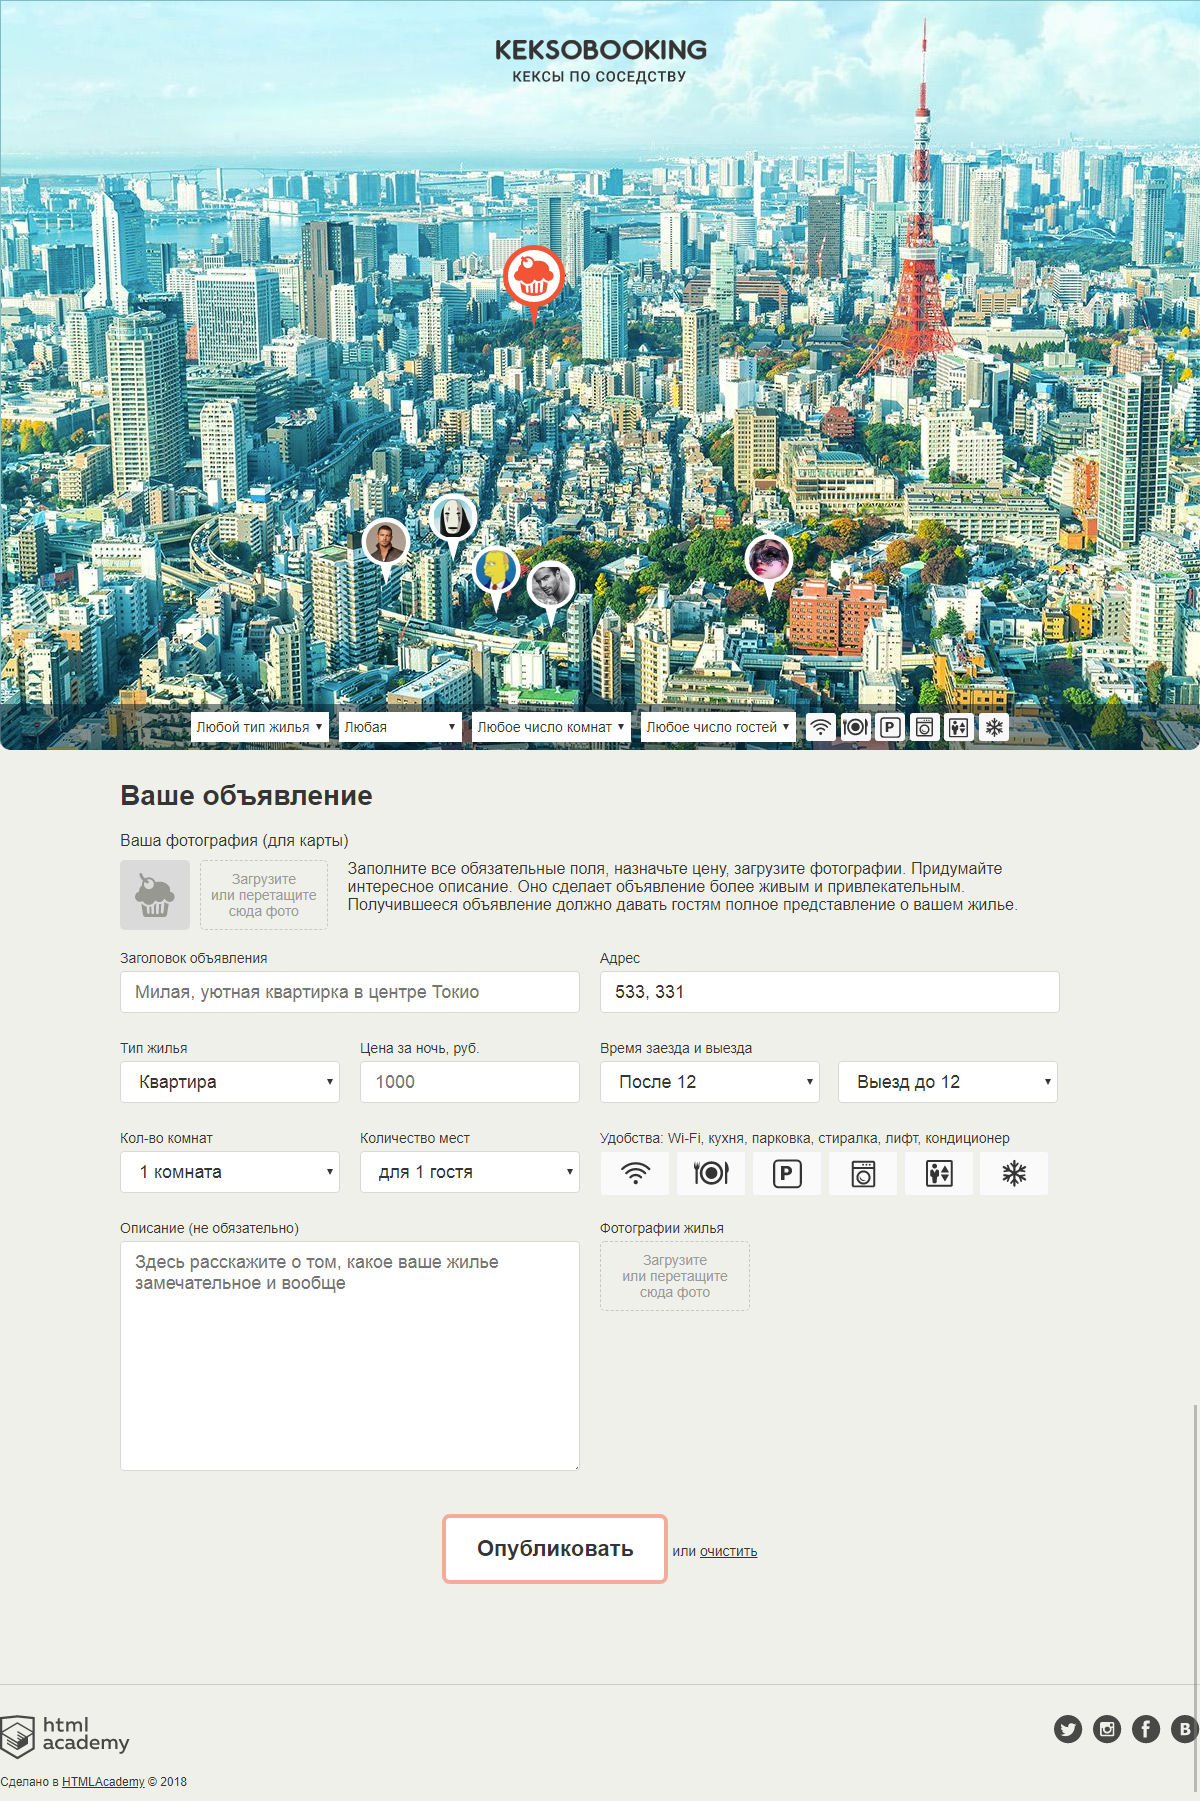 KEKSOBOOKING
КЕКСЫ ПО СОСЕДСТВУ
Любой тип жилья
Любая
Любое число комнат
Любое число гостей
P
Ваше объявление
Ваша фотография (для карты)
Загрузите
или перетащите
сюда фото
Заполните все обязательные поля, назначьте цену, загрузите фотографии. Придумайте
интересное описание. Оно сделает объявление более живым и привлекательным.
Получившееся объявление должно давать гостям полное представление о вашем жилье.
Заголовок объявления
Адрес
Милая, уютная квартирка в центре Токио
533, 331
Тип жилья
Цена за ночь, руб.
Время заезда и выезда
Квартира
1000
После 12
Выезд до 12
Кол-во комнат
Количество мест
Удобства: Wi-Fi, кухня, парковка, стиралка, лифт, кондиционер
1 комната
для 1 гостя
P
Описание (не обязательно)
Фотографии жилья
Здесь расскажите о том, какое ваше жилье
замечательное и вообще
Загрузите
или перетащите
сюда фото
Опубликовать
или очистить
html
academy
Сделано в HTMLAcademy © 2018